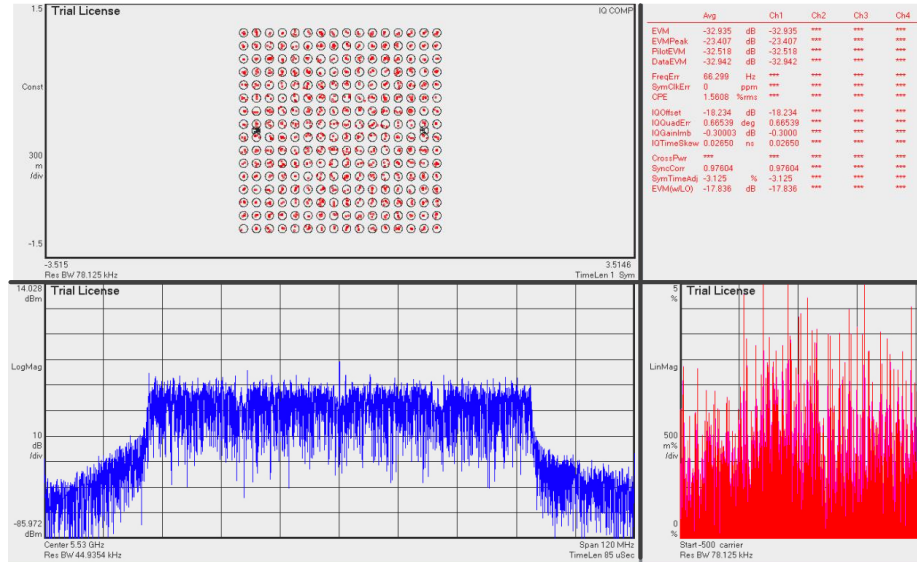 1.5
Trial License
IQ COMP
Const
300
m
/div
-1.5
-3.515
3.5146
Res BW 78.125 kHz
TimeLen 1 Sym
Avg Ch1 Ch2 Ch3 Ch4
EVM -32.935 dB -32.935 *** *** ***
EVMPeak -23.407 dB -23.407 *** *** ***
PilotEVM -32.518 dB -32.518 *** *** ***
DataEVM -32.942 dB -32.942 *** *** ***
FreqErr 66.299 Hz *** *** *** ***
SymClkErr 0 ppm *** *** *** ***
CPE 1.5608 %rms *** *** *** ***
IQOffset -18.234 dB -18.234 *** *** ***
IQQuadErr 0.66539 deg 0.66539 *** *** ***
IQGainImb -0.30003 dB -0.3000 *** *** ***
IQTimeSkew 0.02650 ns 0.02650 *** *** ***
CrossPwr *** *** *** *** ***
SyncCorr 0.97604 0.97604 *** *** ***
SymTimeAdj -3.125 % -3.125 *** *** ***
EVM(w/LO) -17.836 dB -17.836 *** *** ***
14.028
dBm
Trial License
LogMag
10
dB
/div
-85.972
dBm
Center 5.53 GHz
Span 120 MHz
Res BW 44.9354 kHz
TimeLen 85 uSec
5
%
Trial License
LinMag
500
m%
/div
0
%
Start -500 carrier
Res BW 78.125 kHz